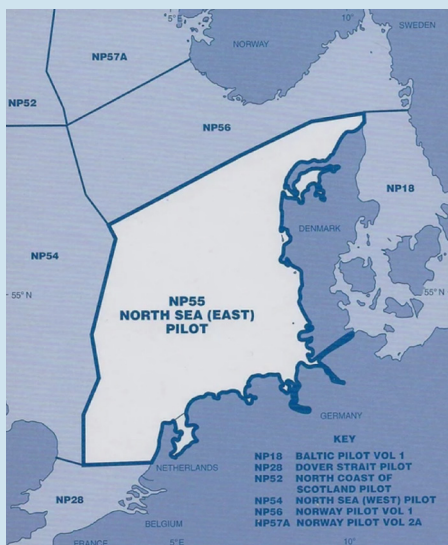 5°E
10°
SWEDEN
NORWAY
NP57A
NP52
NP56
NP18
DENMARK
NP54
55°N
55°N
NP55
NORTH SEA (EAST)
PILOT
GERMANY
KEY
NP18 BALTIC PILOT VOL 1
NP28 DOVER STRAIT PILOT
NP52 NORTH COAST OF
SCOTLAND PILOT
NP54 NORTH SEA (WEST) PILOT
NP56 NORWAY PILOT VOL 1
NP57A NORWAY PILOT VOL 2A
NETHERLANDS
NP28
BELGIUM
FRANCE
5°E
10°